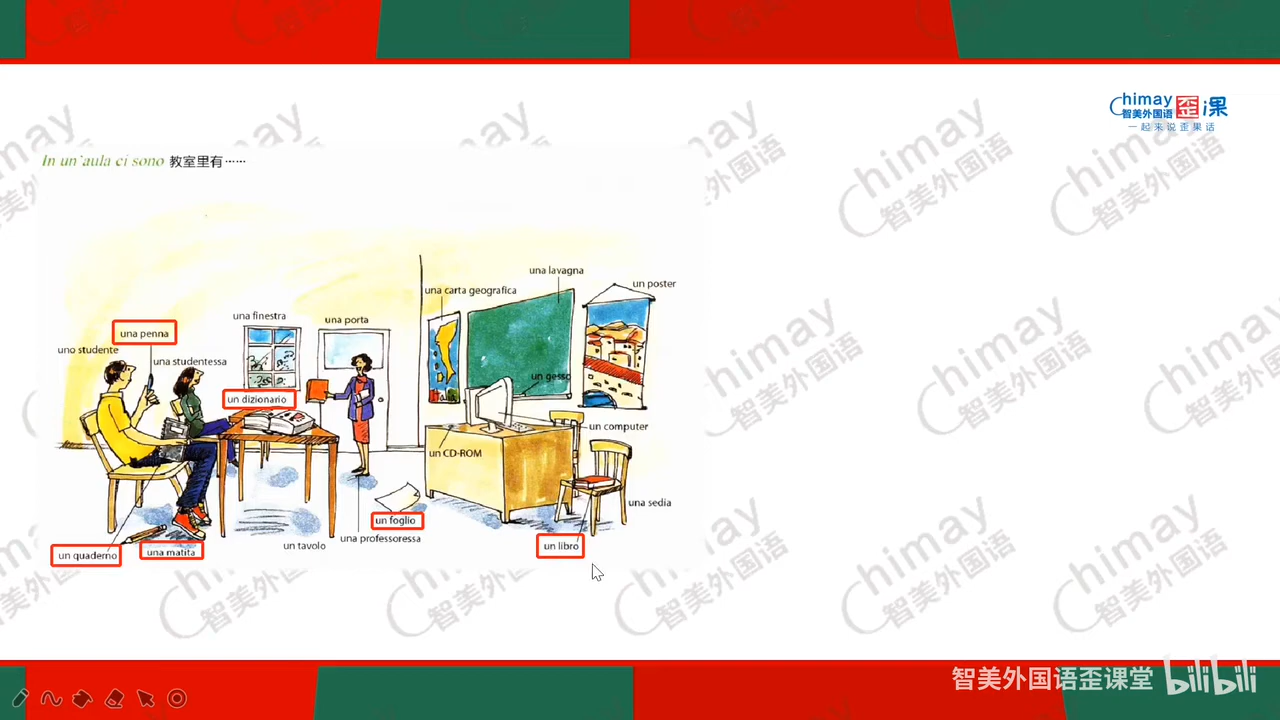 chimay
智美外国语 歪课
一起来说歪果话
In un'aula ci sono 教室里有……
una lavagna
una carta geografica
un poster
una finestra
una porta
una penna
uno studente
una studentessa
un dizionario
un gesso
un computer
un CD-ROM
una sedia
un foglio
una professoressa
un tavolo
un libro
un quaderno
una matita
智美外国语歪课堂 bilibili